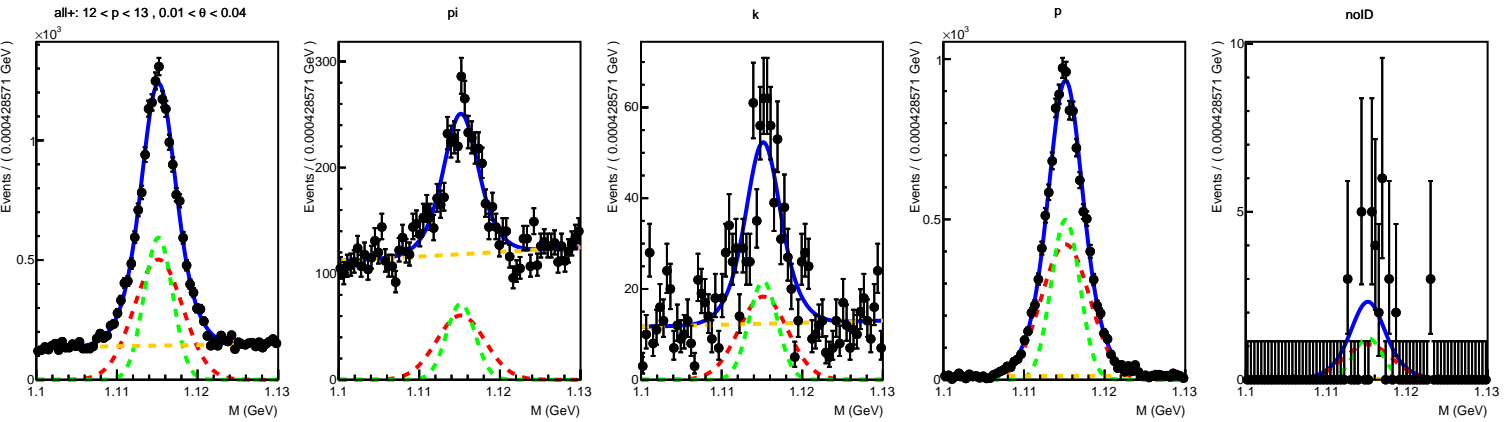 all+: 12 < p < 13 , 0.01 < θ < 0.04
×10³
Events / ( 0.000428571 GeV )
1
0.5
0
1.1 1.11 1.12 1.13
M (GeV)
pi
Events / ( 0.000428571 GeV )
300
200
100
0
1.1 1.11 1.12 1.13
M (GeV)
k
Events / ( 0.000428571 GeV )
60
40
20
0
1.1 1.11 1.12 1.13
M (GeV)
p
×10³
Events / ( 0.000428571 GeV )
1
0.5
0
1.1 1.11 1.12 1.13
M (GeV)
noID
Events / ( 0.000428571 GeV )
10
5
0
1.1 1.11 1.12 1.13
M (GeV)